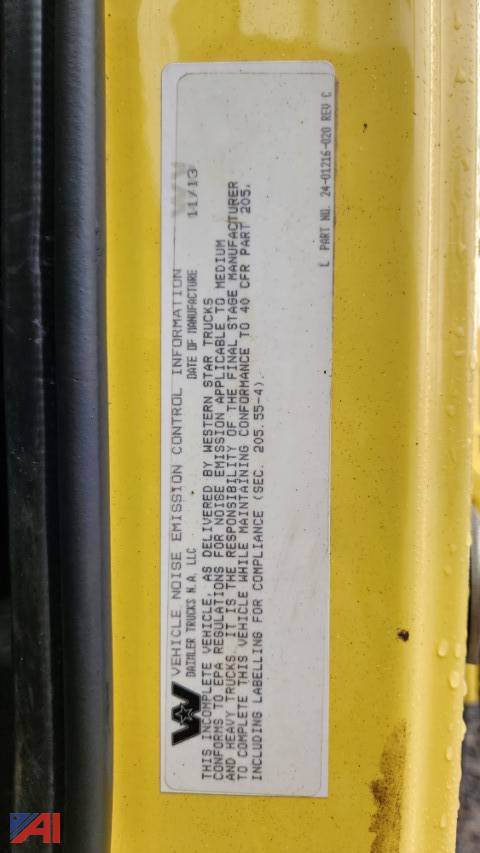 VEHICLE NOISE EMISSION CONTROL INFORMATION
DAIMLER TRUCKS N.A. LLC DATE OF MANUFACTURE 11/13
THIS INCOMPLETE VEHICLE, AS DELIVERED BY WESTERN STAR TRUCKS
CONFORMS TO EPA REGULATIONS FOR NOISE EMISSION APPLICABLE TO MEDIUM
AND HEAVY TRUCKS. IT IS THE RESPONSIBILITY OF THE FINAL STAGE MANUFACTURER
TO COMPLETE THIS VEHICLE WHILE MAINTAINING CONFORMANCE TO 40 CFR PART 205,
INCLUDING LABELLING FOR COMPLIANCE (SEC. 205.55-4).
L PART NO. 24-01216-020 REV C
AI